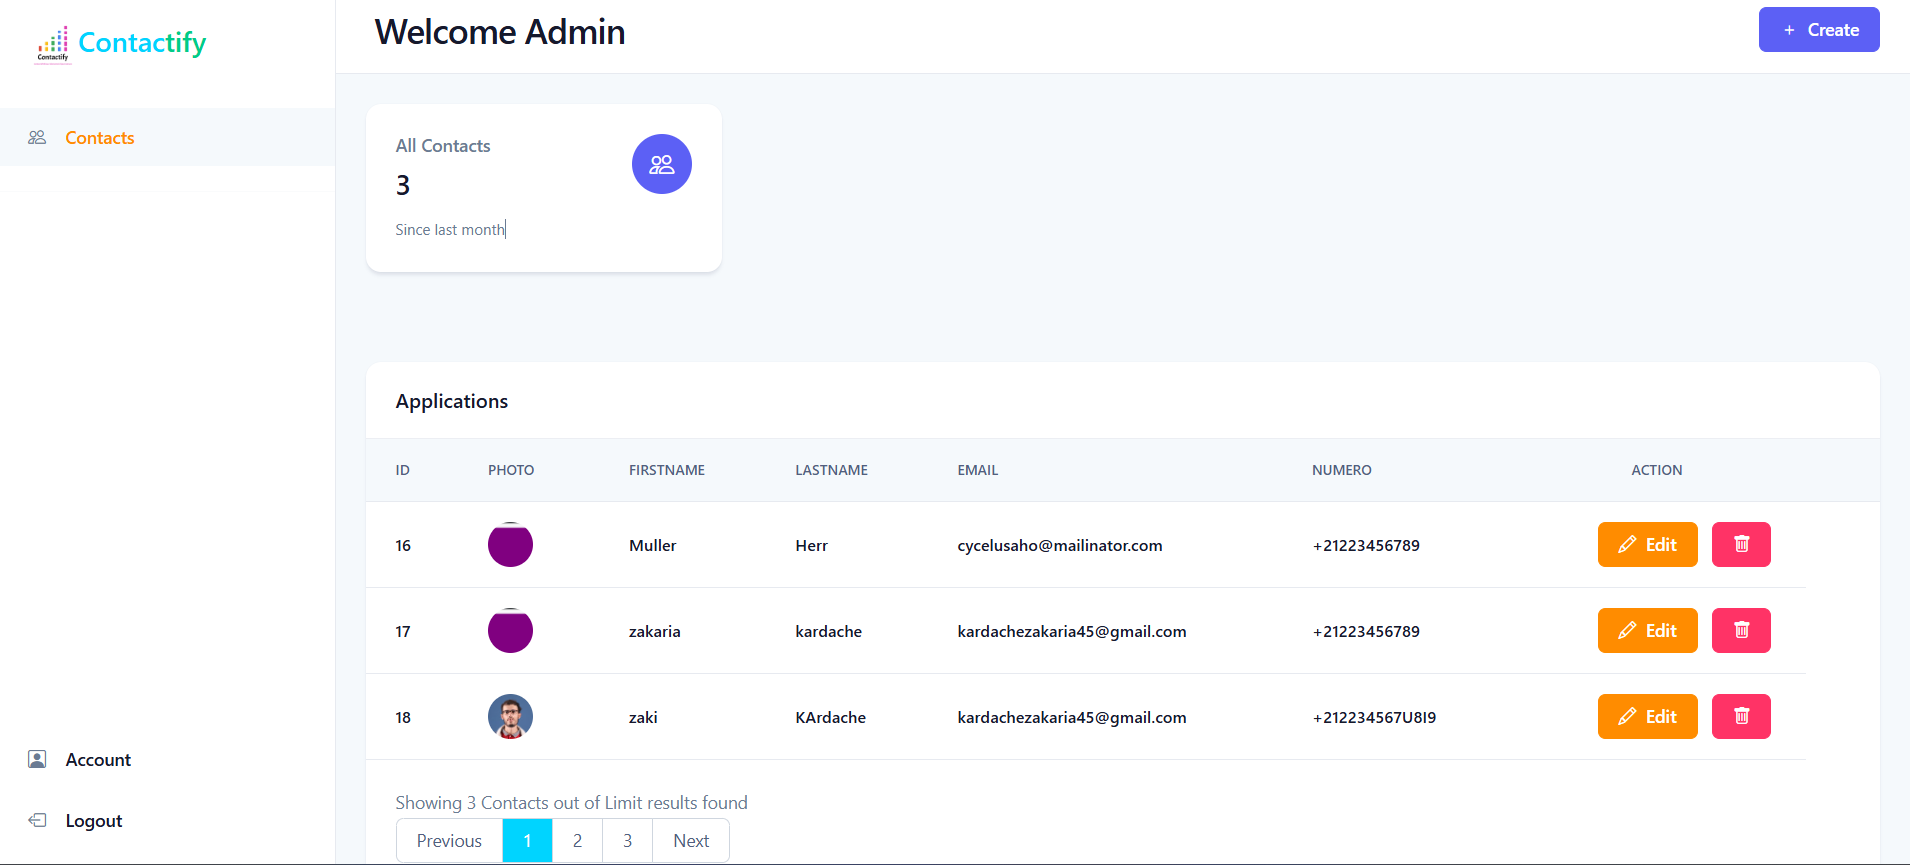 Contactify
Contactify
Welcome Admin
+ Create
Contacts
All Contacts
3
Since last month
Applications
ID PHOTO FIRSTNAME LASTNAME EMAIL NUMERO ACTION
16 Muller Herr cycelusaho@mailinator.com +21223456789 Edit
17 zakaria kardache kardachezakaria45@gmail.com +21223456789 Edit
18 zaki KArdache kardachezakaria45@gmail.com +212234567U8I9 Edit
Showing 3 Contacts out of Limit results found
Previous 1 2 3 Next
Account
Logout